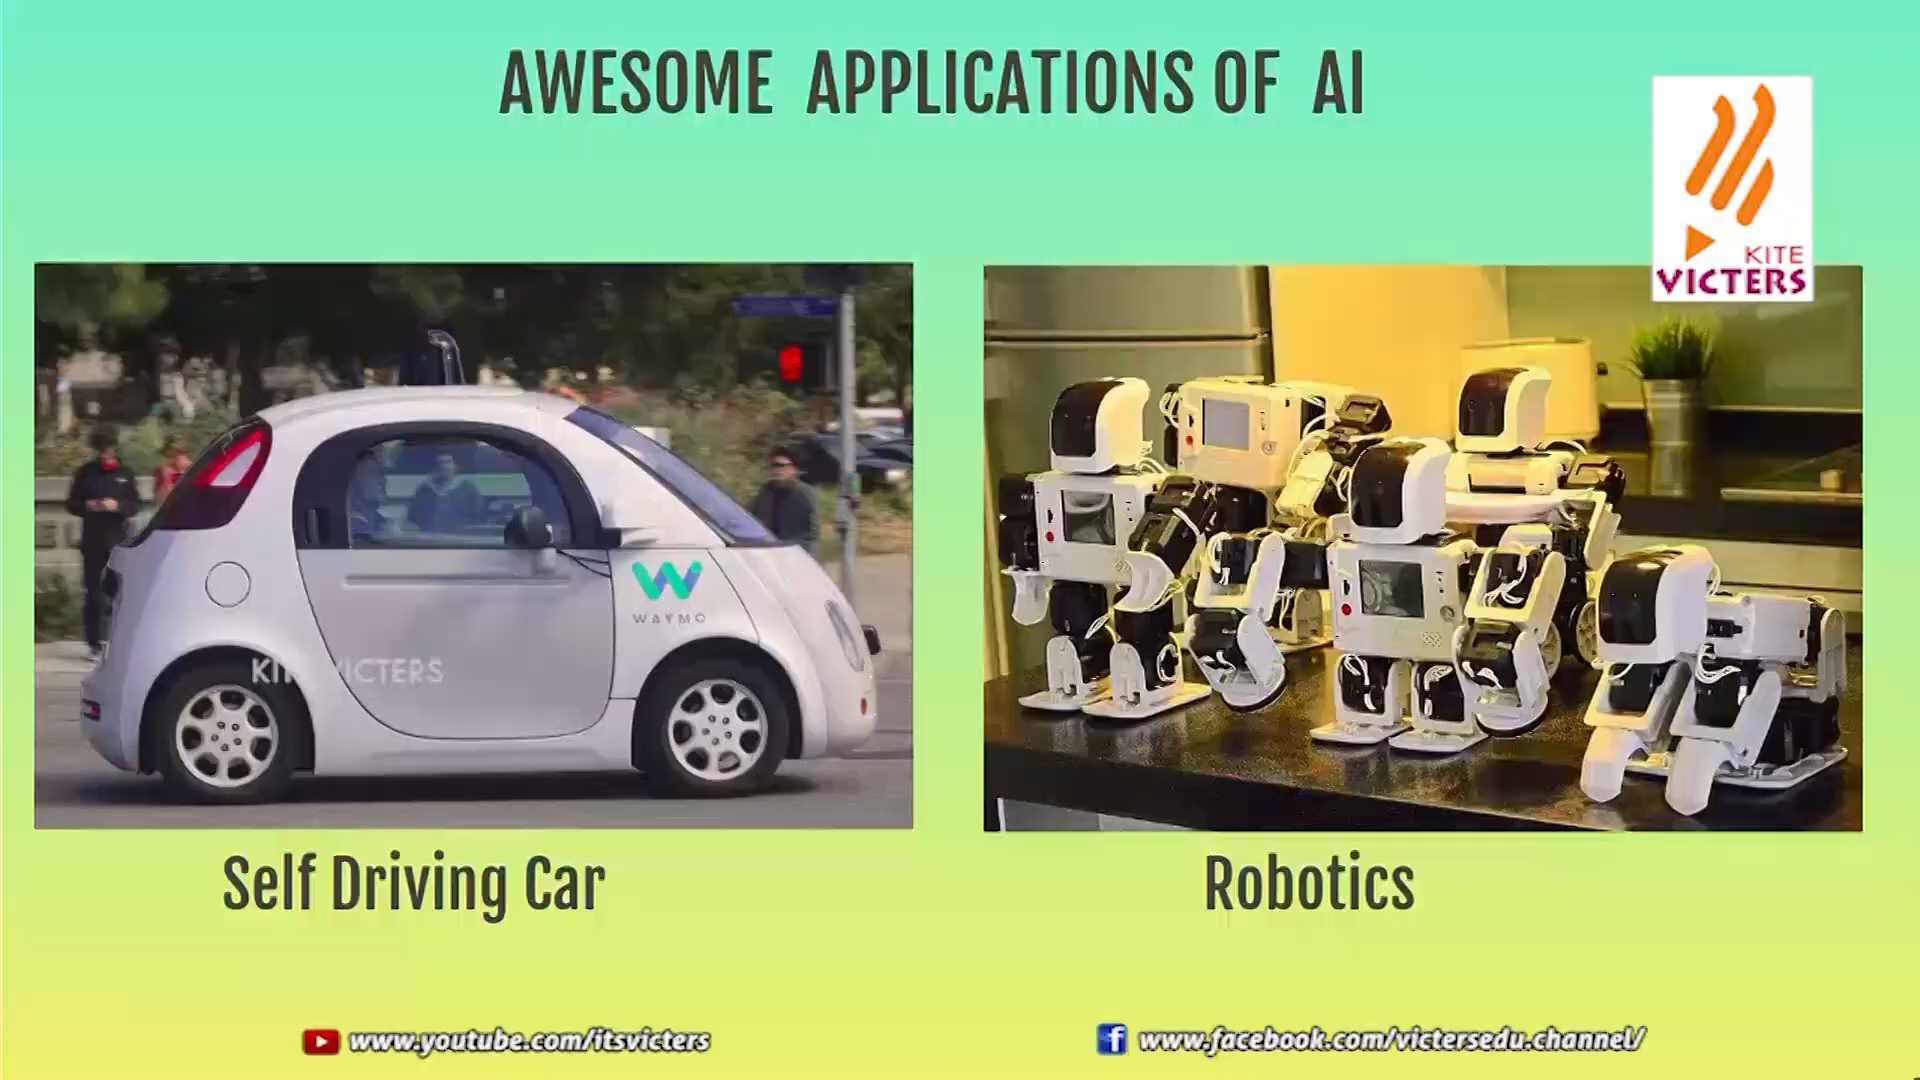 AWESOME APPLICATIONS OF AI
KITE
VICTERS
WAYMO
KITE VICTERS
Self Driving Car
Robotics
www.youtube.com/itsvicters
www.facebook.com/victersedu.channel/